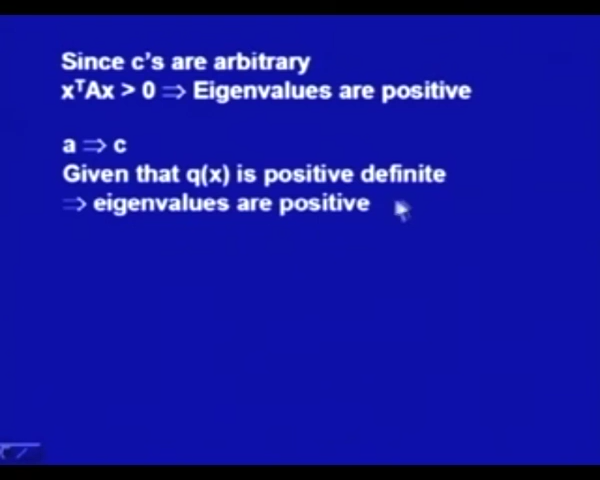 Since c's are arbitrary
xᵀAx > 0 ⇒ Eigenvalues are positive
a ⇒ c
Given that q(x) is positive definite
⇒ eigenvalues are positive